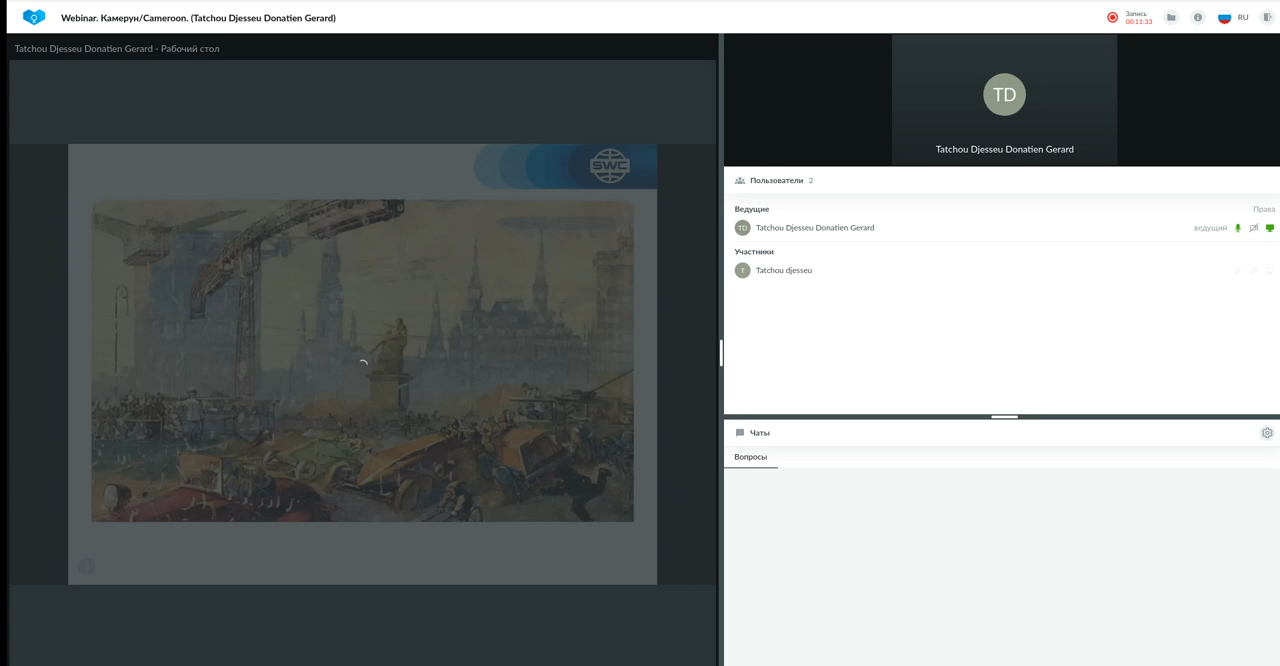 Webinar. Камерун/Cameroon. (Tatchou Djesseu Donatien Gerard)
Запись
00:11:33
RU
Tatchou Djesseu Donatien Gerard - Рабочий стол
SWC
TD
Tatchou Djesseu Donatien Gerard
Пользователи 2
Ведущие Права
TD Tatchou Djesseu Donatien Gerard ведущий
Участники
T Tatchou djesseu
Чаты
Вопросы